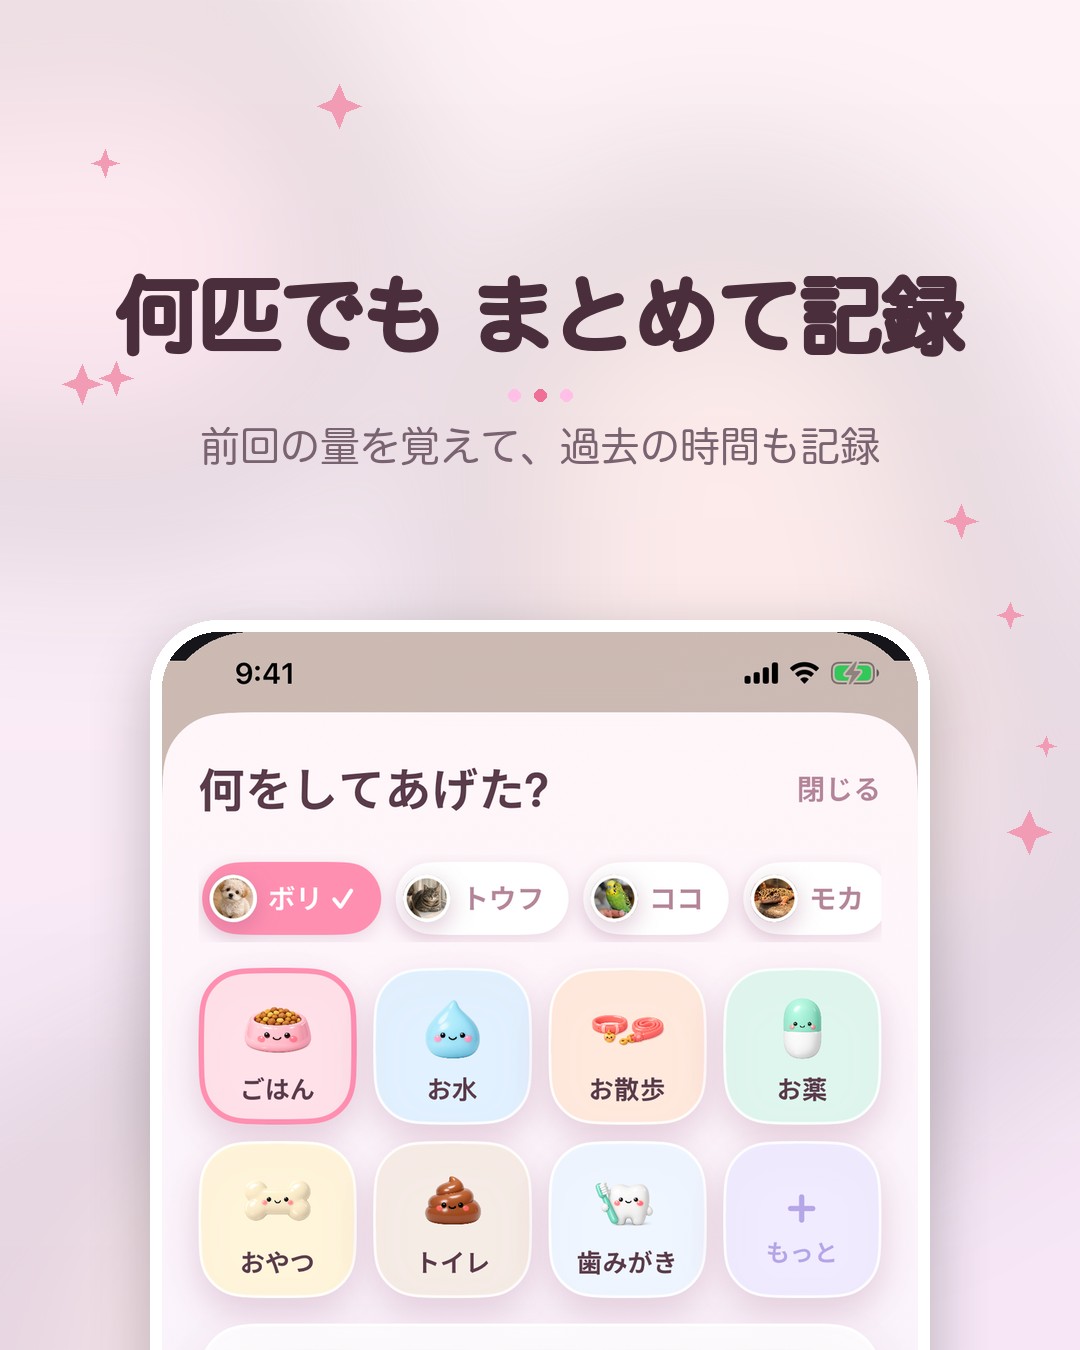 何匹でも まとめて記録
前回の量を覚えて、過去の時間も記録
9:41
何をしてあげた?
閉じる
ボリ ✓
トウフ
ココ
モカ
ごはん
お水
お散歩
お薬
おやつ
トイレ
歯みがき
+
もっと